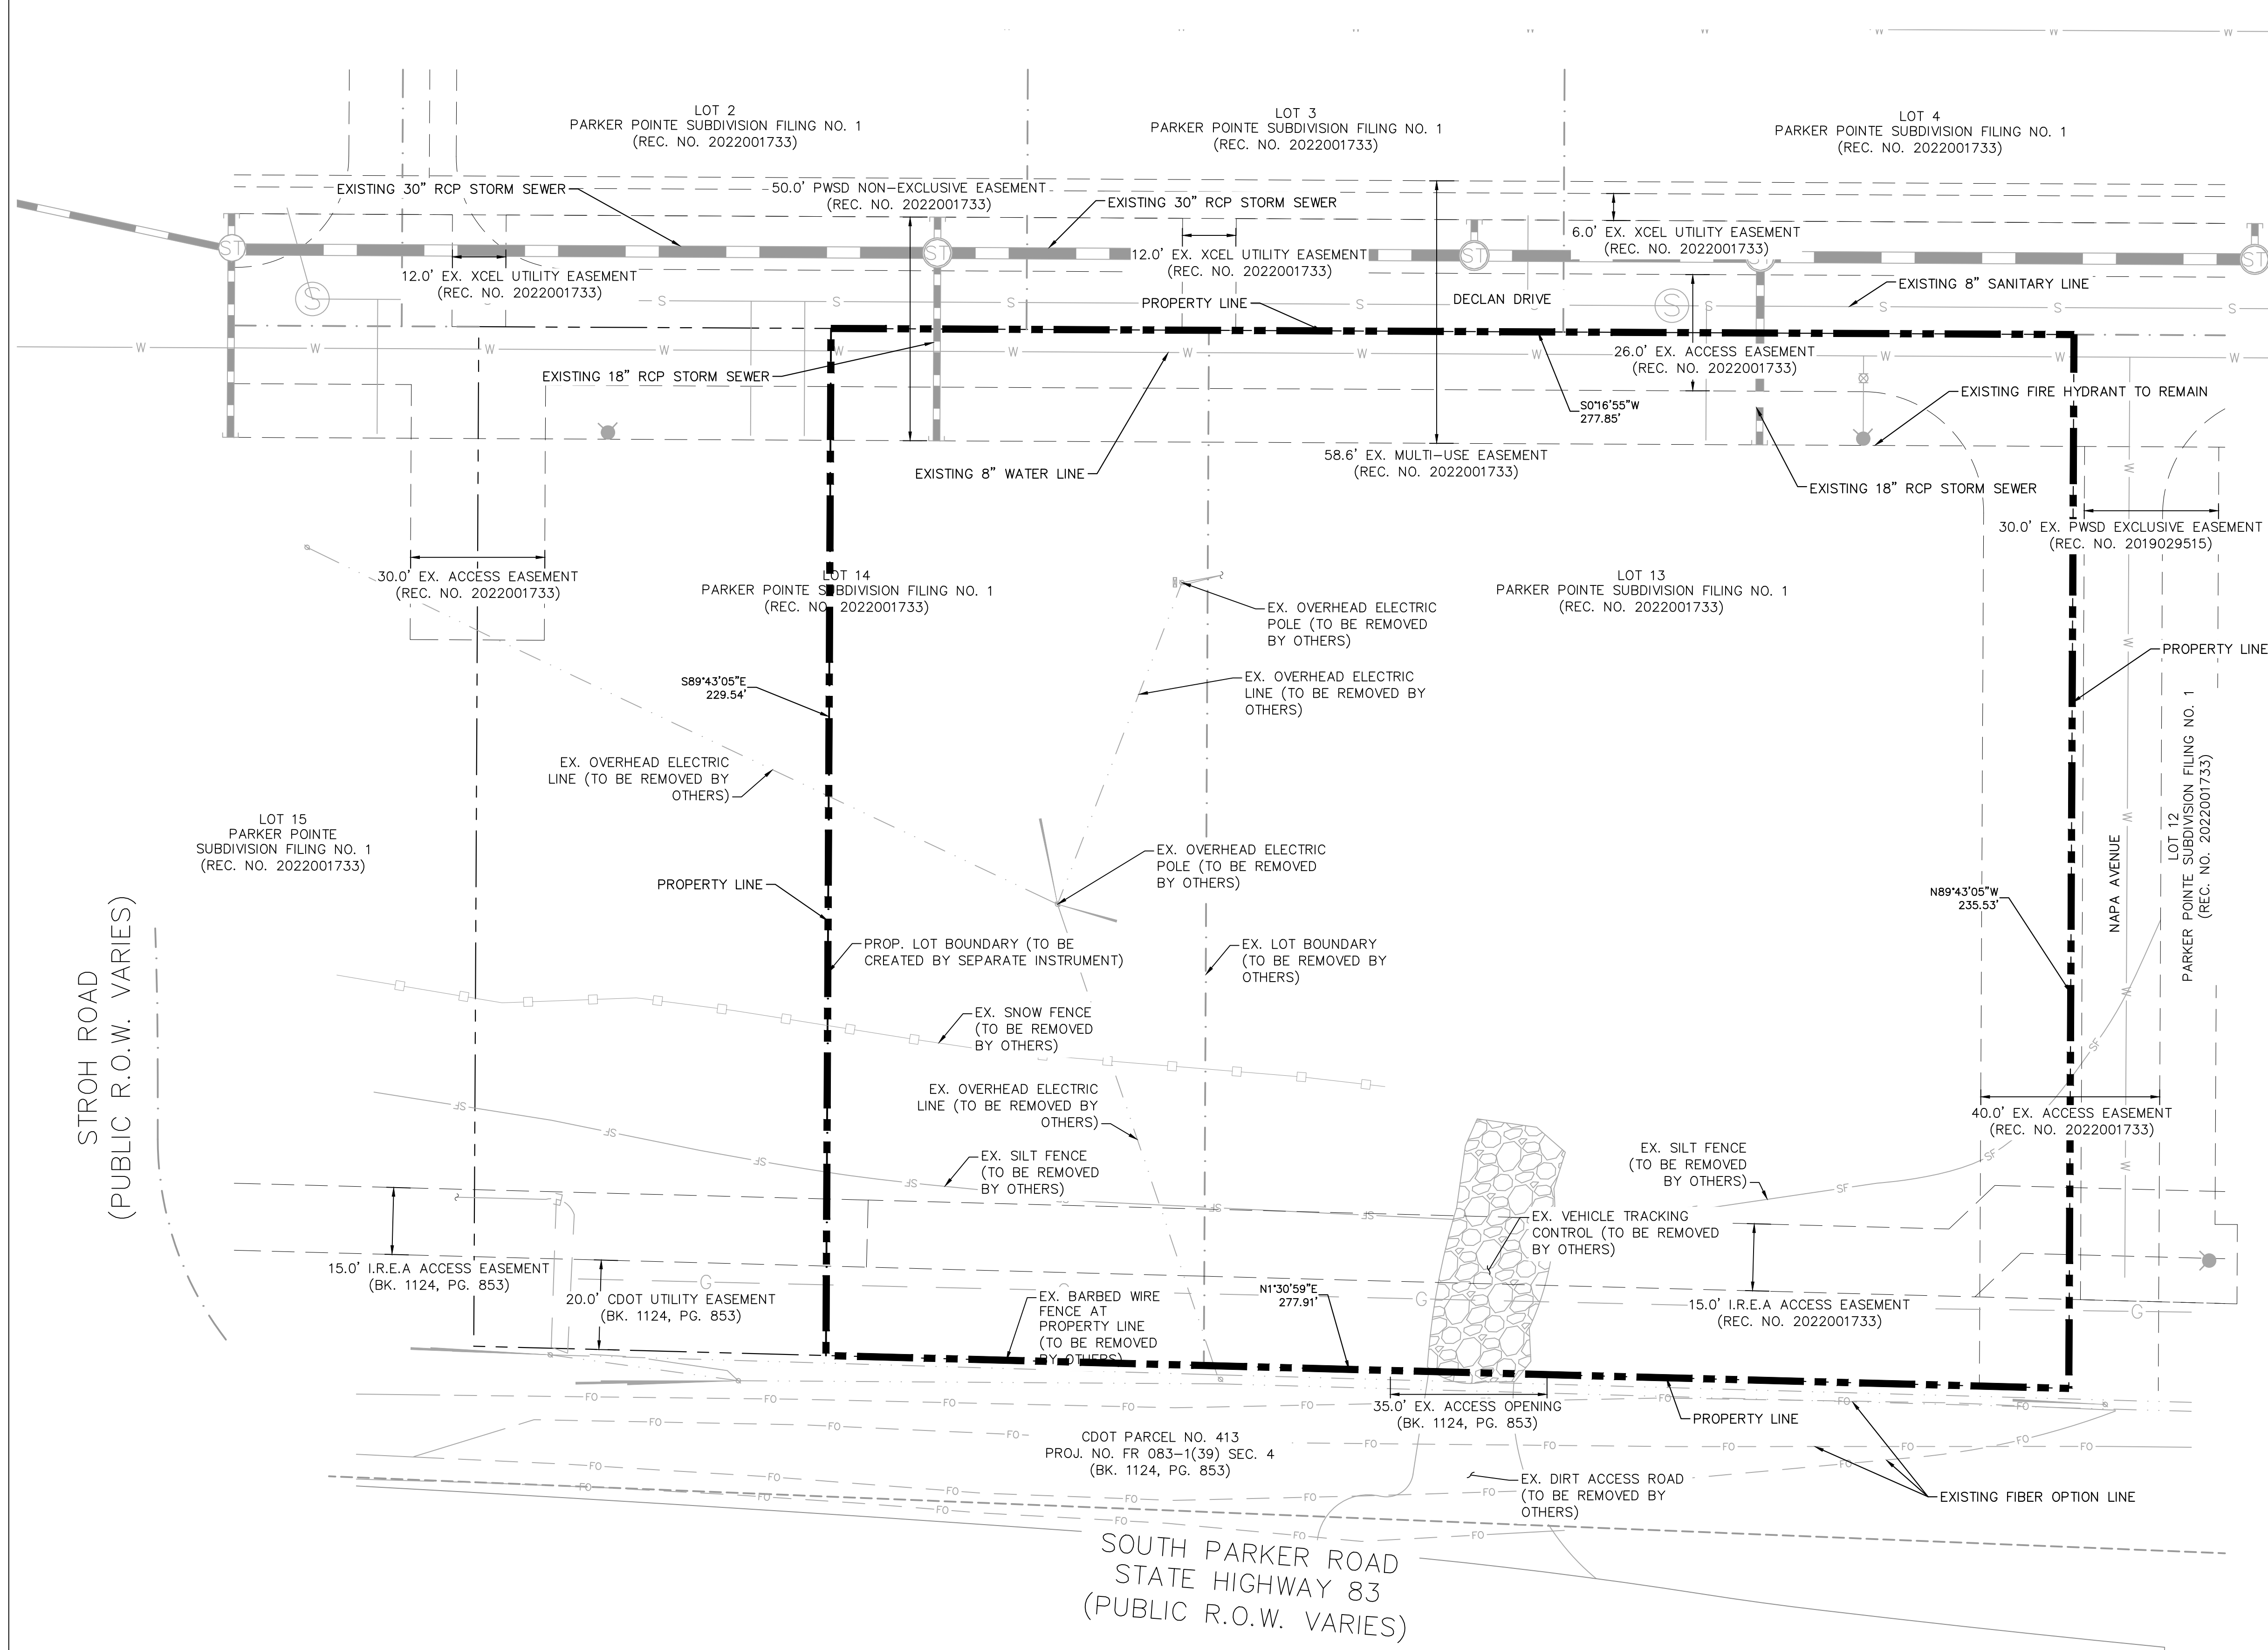 LOT 2
PARKER POINTE SUBDIVISION FILING NO. 1
(REC. NO. 2022001733)
LOT 3
PARKER POINTE SUBDIVISION FILING NO. 1
(REC. NO. 2022001733)
LOT 4
PARKER POINTE SUBDIVISION FILING NO. 1
(REC. NO. 2022001733)
EXISTING 30" RCP STORM SEWER
50.0' PWSD NON-EXCLUSIVE EASEMENT
(REC. NO. 2022001733)
EXISTING 30" RCP STORM SEWER
6.0' EX. XCEL UTILITY EASEMENT
(REC. NO. 2022001733)
12.0' EX. XCEL UTILITY EASEMENT
(REC. NO. 2022001733)
12.0' EX. XCEL UTILITY EASEMENT
(REC. NO. 2022001733)
PROPERTY LINE
DECLAN DRIVE
EXISTING 8" SANITARY LINE
26.0' EX. ACCESS EASEMENT
(REC. NO. 2022001733)
EXISTING 18" RCP STORM SEWER
S0°16'55"W
277.85'
EXISTING FIRE HYDRANT TO REMAIN
58.6' EX. MULTI-USE EASEMENT
(REC. NO. 2022001733)
EXISTING 8" WATER LINE
EXISTING 18" RCP STORM SEWER
30.0' EX. PWSD EXCLUSIVE EASEMENT
(REC. NO. 2019029515)
30.0' EX. ACCESS EASEMENT
(REC. NO. 2022001733)
LOT 14
PARKER POINTE SUBDIVISION FILING NO. 1
(REC. NO. 2022001733)
LOT 13
PARKER POINTE SUBDIVISION FILING NO. 1
(REC. NO. 2022001733)
EX. OVERHEAD ELECTRIC
POLE (TO BE REMOVED
BY OTHERS)
PROPERTY LINE
S89°43'05"E
229.54'
EX. OVERHEAD ELECTRIC
LINE (TO BE REMOVED BY
OTHERS)
EX. OVERHEAD ELECTRIC
LINE (TO BE REMOVED BY
OTHERS)
LOT 12
PARKER POINTE SUBDIVISION FILING NO. 1
(REC. NO. 2022001733)
NAPA AVENUE
LOT 15
PARKER POINTE
SUBDIVISION FILING NO. 1
(REC. NO. 2022001733)
EX. OVERHEAD ELECTRIC
POLE (TO BE REMOVED
BY OTHERS)
PROPERTY LINE
N89°43'05"W
235.53'
PROP. LOT BOUNDARY (TO BE
CREATED BY SEPARATE INSTRUMENT)
EX. LOT BOUNDARY
(TO BE REMOVED BY
OTHERS)
STROH ROAD
(PUBLIC R.O.W. VARIES)
EX. SNOW FENCE
(TO BE REMOVED
BY OTHERS)
EX. OVERHEAD ELECTRIC
LINE (TO BE REMOVED BY
OTHERS)
40.0' EX. ACCESS EASEMENT
(REC. NO. 2022001733)
EX. SILT FENCE
(TO BE REMOVED
BY OTHERS)
EX. SILT FENCE
(TO BE REMOVED
BY OTHERS)
EX. VEHICLE TRACKING
CONTROL (TO BE REMOVED
BY OTHERS)
15.0' I.R.E.A ACCESS EASEMENT
(BK. 1124, PG. 853)
20.0' CDOT UTILITY EASEMENT
(BK. 1124, PG. 853)
EX. BARBED WIRE
FENCE AT
PROPERTY LINE
(TO BE REMOVED
BY OTHERS)
N1°30'59"E
277.91'
15.0' I.R.E.A ACCESS EASEMENT
(REC. NO. 2022001733)
35.0' EX. ACCESS OPENING
(BK. 1124, PG. 853)
PROPERTY LINE
CDOT PARCEL NO. 413
PROJ. NO. FR 083-1(39) SEC. 4
(BK. 1124, PG. 853)
EX. DIRT ACCESS ROAD
(TO BE REMOVED BY
OTHERS)
EXISTING FIBER OPTION LINE
SOUTH PARKER ROAD
STATE HIGHWAY 83
(PUBLIC R.O.W. VARIES)